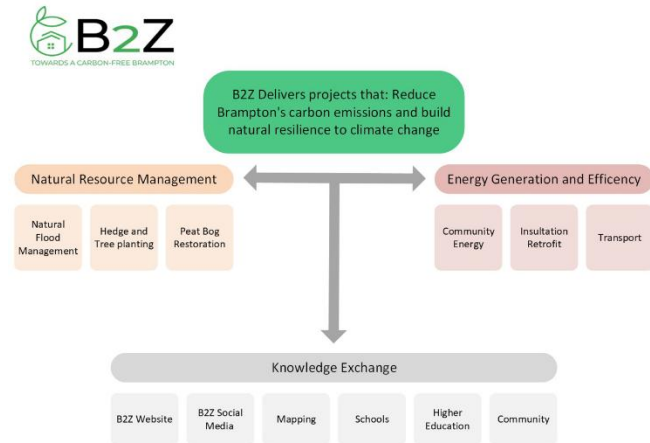 B2Z
TOWARDS A CARBON-FREE BRAMPTON
B2Z Delivers projects that: Reduce
Brampton's carbon emissions and build
natural resilience to climate change
Natural Resource Management
Energy Generation and Efficency
Natural
Flood
Management
Hedge and
Tree planting
Peat Bog
Restoration
Community
Energy
Insultation
Retrofit
Transport
Knowledge Exchange
B2Z Website
B2Z Social
Media
Mapping
Schools
Higher
Education
Community